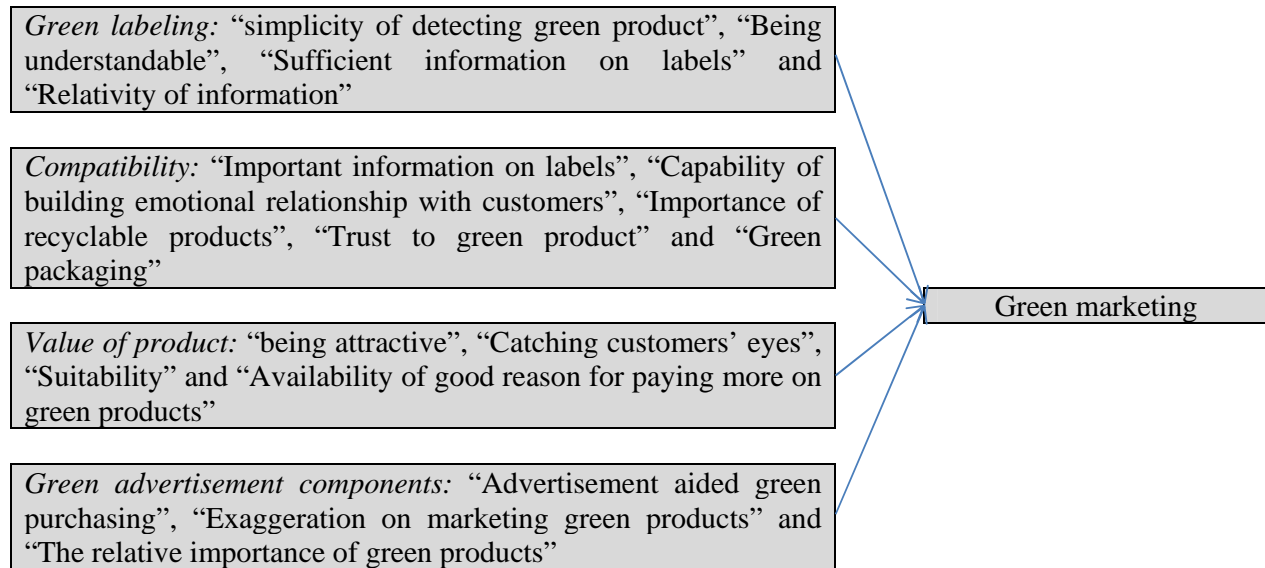 Green labeling: “simplicity of detecting green product”, “Being
understandable”, “Sufficient information on labels” and
“Relativity of information”
Compatibility: “Important information on labels”, “Capability of
building emotional relationship with customers”, “Importance of
recyclable products”, “Trust to green product” and “Green
packaging”
Green marketing
Value of product: “being attractive”, “Catching customers’ eyes”,
“Suitability” and “Availability of good reason for paying more on
green products”
Green advertisement components: “Advertisement aided green
purchasing”, “Exaggeration on marketing green products” and
“The relative importance of green products”